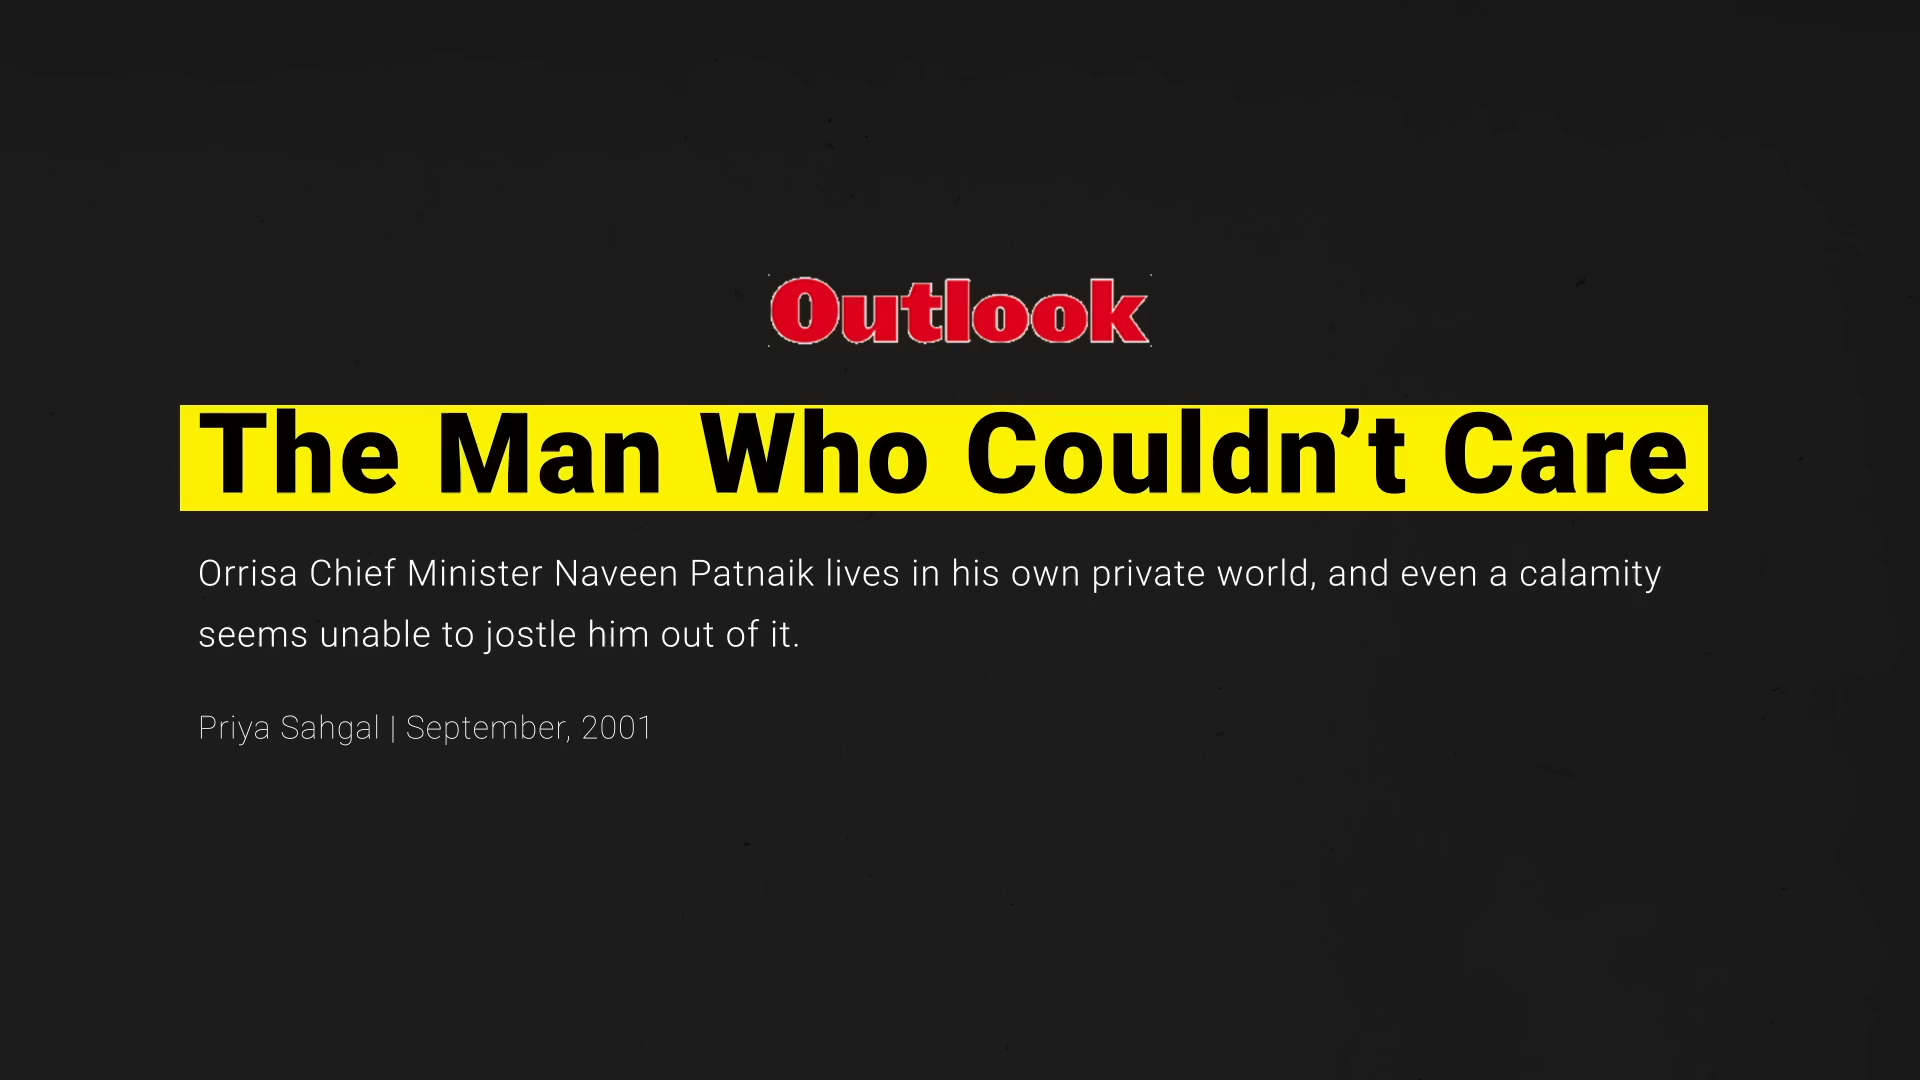 Outlook
The Man Who Couldn’t Care
Orrisa Chief Minister Naveen Patnaik lives in his own private world, and even a calamity
seems unable to jostle him out of it.
Priya Sahgal | September, 2001